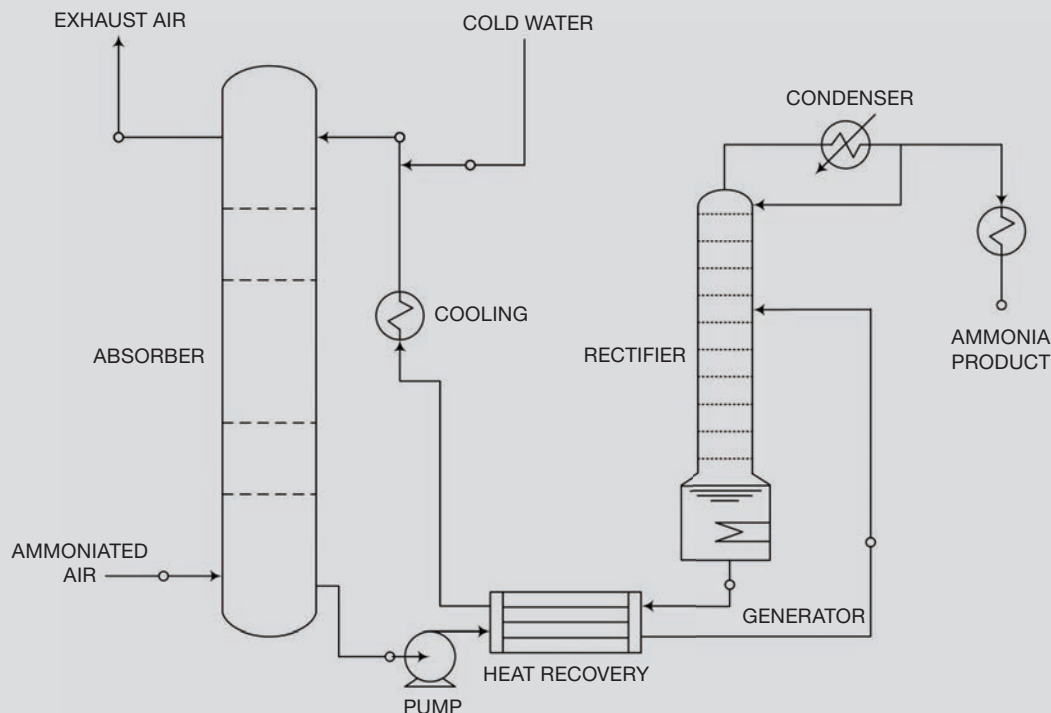 EXHAUST AIR
COLD WATER
CONDENSER
COOLING
ABSORBER
RECTIFIER
AMMONIA
PRODUCT
AMMONIATED
AIR
GENERATOR
HEAT RECOVERY
PUMP